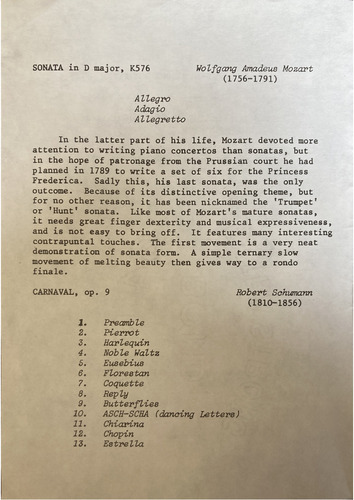 SONATA in D major, K576 Wolfgang Amadeus Mozart
(1756-1791)
Allegro
Adagio
Allegretto
In the latter part of his life, Mozart devoted more
attention to writing piano concertos than sonatas, but
in the hope of patronage from the Prussian court he had
planned in 1789 to write a set of six for the Princess
Frederica. Sadly this, his last sonata, was the only
outcome. Because of its distinctive opening theme, but
for no other reason, it has been nicknamed the 'Trumpet'
or 'Hunt' sonata. Like most of Mozart's mature sonatas,
it needs great finger dexterity and musical expressiveness,
and is not easy to bring off. It features many interesting
contrapuntal touches. The first movement is a very neat
demonstration of sonata form. A simple ternary slow
movement of melting beauty then gives way to a rondo
finale.
CARNAVAL, op. 9 Robert Schumann
(1810-1856)
1. Preamble
2. Pierrot
3. Harlequin
4. Noble Waltz
5. Eusebius
6. Florestan
7. Coquette
8. Reply
9. Butterflies
10. ASCH-SCHA (dancing Letters)
11. Chiarina
12. Chopin
13. Estrella